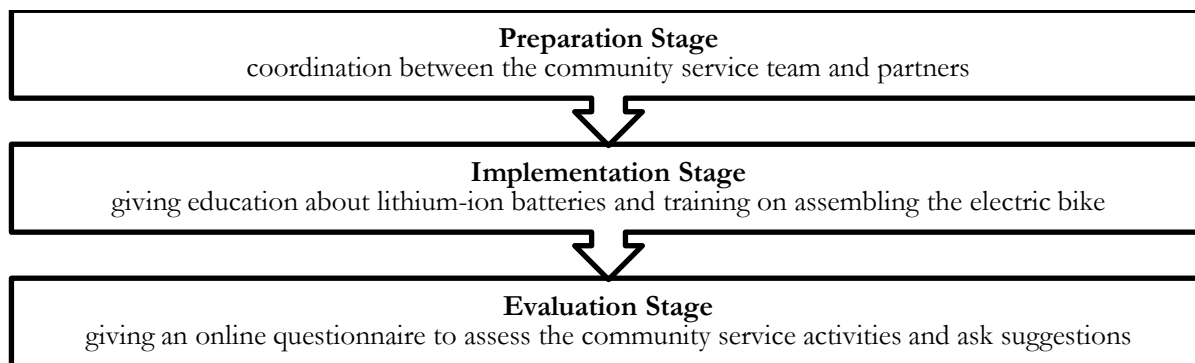 Preparation Stage
coordination between the community service team and partners
Implementation Stage
giving education about lithium-ion batteries and training on assembling the electric bike
Evaluation Stage
giving an online questionnaire to assess the community service activities and ask suggestions